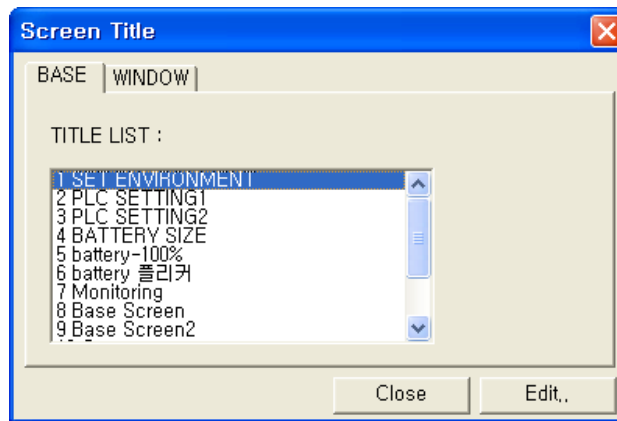 Screen Title
BASE WINDOW
TITLE LIST :
1 SET ENVIRONMENT
2 PLC SETTING1
3 PLC SETTING2
4 BATTERY SIZE
5 battery-100%
6 battery 플리커
7 Monitoring
8 Base Screen
9 Base Screen2
Close Edit,,